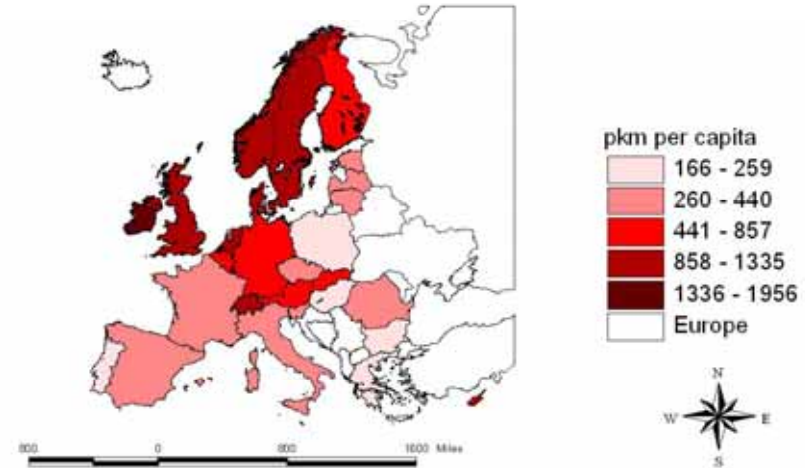 pkm per capita
166 - 259
260 - 440
441 - 857
858 - 1335
1336 - 1956
Europe
N
W E
S
800 0 800 1600 Miles